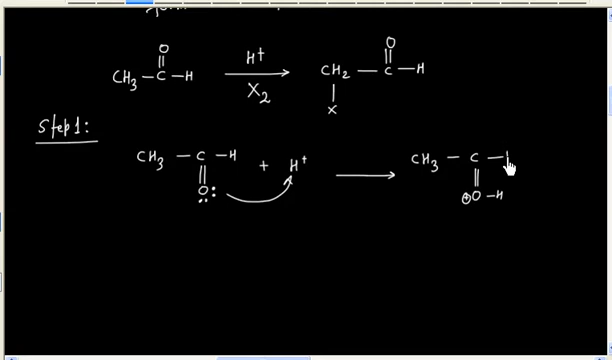 O O
CH3 – C – H H+ X2 → CH2 – C – H
X
Step 1:
CH3 – C – H + H+ → CH3 – C –
O: ⊕O – H